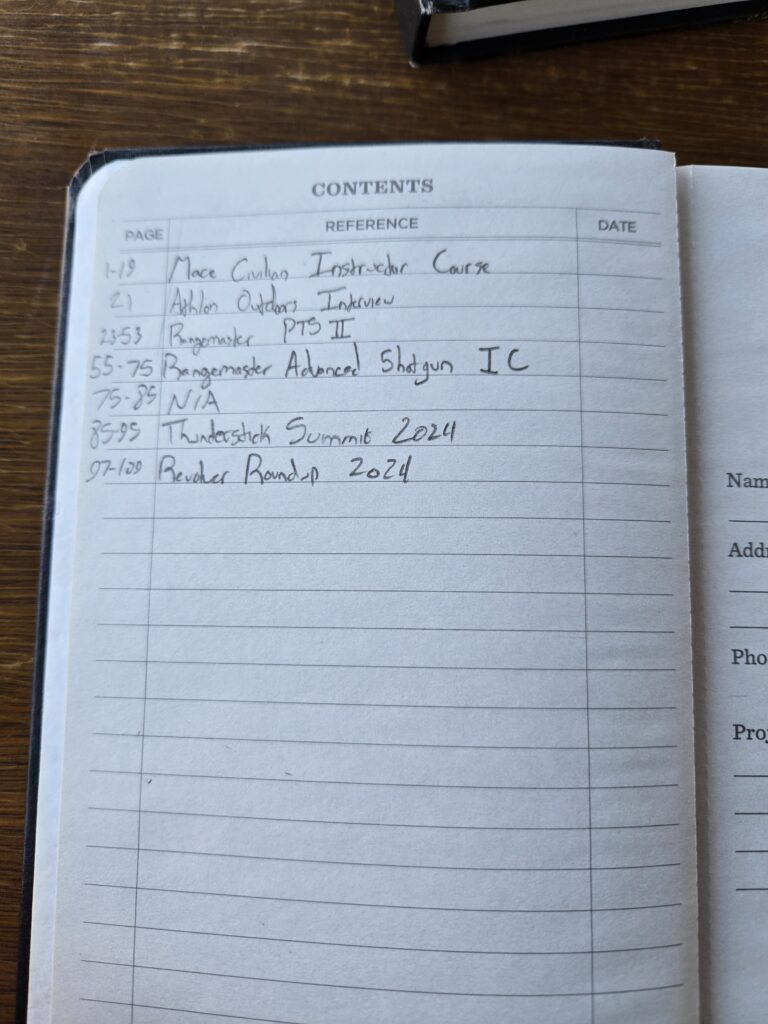 CONTENTS
PAGE REFERENCE DATE
1-19 Mace Civilian Instructor Course
21 Athlon Outdoors Interview
23-53 Rangemaster PTS II
55-75 Rangemaster Advanced Shotgun IC
75-85 N/A
85-95 Thunderstick Summit 2024
97-109 Revolver Roundup 2024
Nam
Addr
Pho
Proj